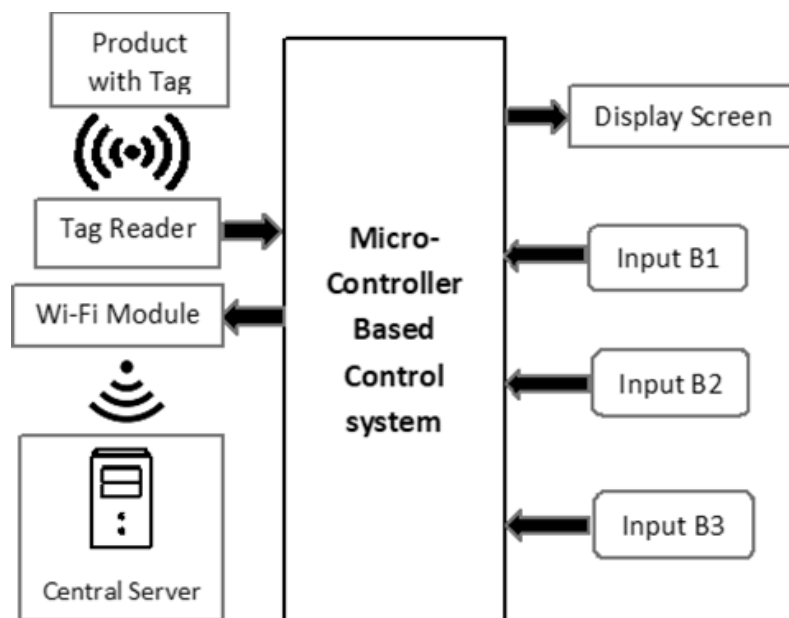 Product
with Tag
Tag Reader
Wi-Fi Module
Central Server
Micro-
Controller
Based
Control
system
Display Screen
Input B1
Input B2
Input B3